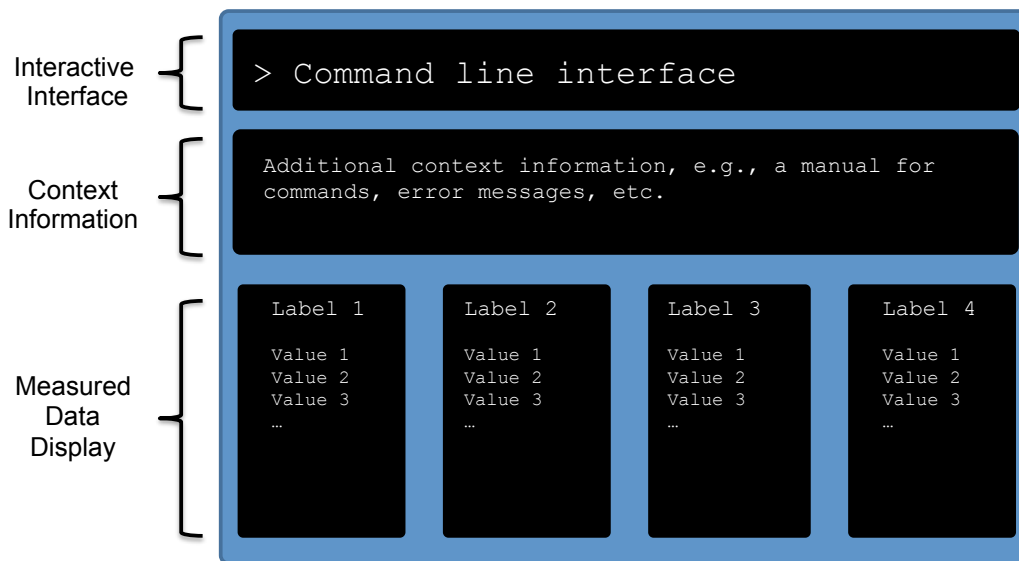 Interactive
Interface
> Command line interface
Context
Information
Additional context information, e.g., a manual for
commands, error messages, etc.
Measured
Data
Display
Label 1
Value 1
Value 2
Value 3
…
Label 2
Value 1
Value 2
Value 3
…
Label 3
Value 1
Value 2
Value 3
…
Label 4
Value 1
Value 2
Value 3
…